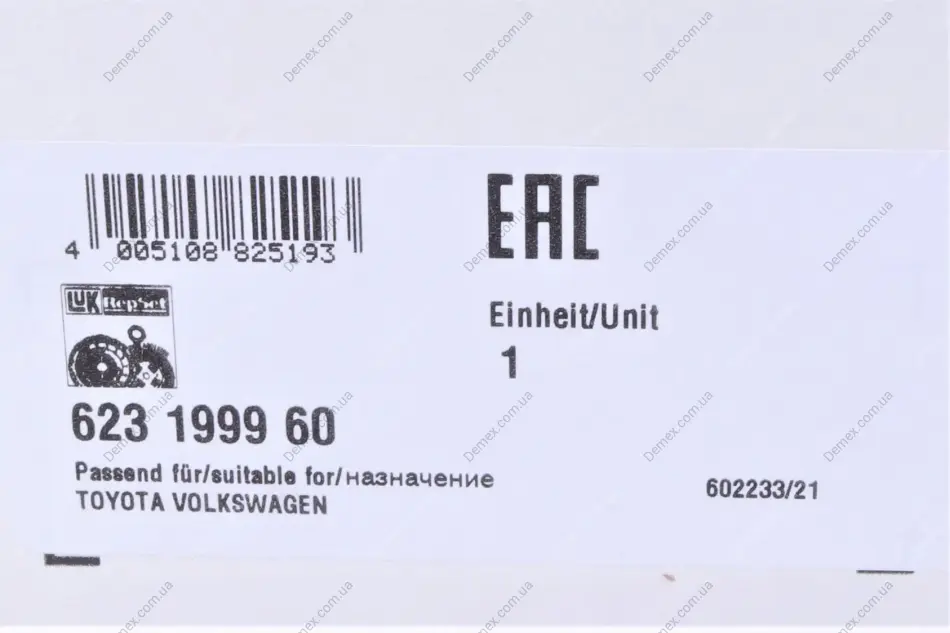 4 005108 825193
EAC
LUK RepSet
Einheit/Unit
1
623 1999 60
Passend für/suitable for/назначение
TOYOTA VOLKSWAGEN
602233/21
Demex.com.ua